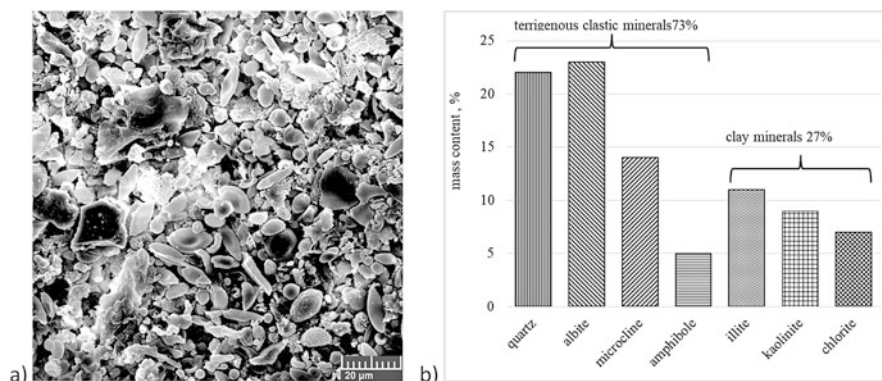 a)
20 µm
b)
terrigenous clastic minerals73%
clay minerals 27%
mass content , %
25
20
15
10
5
0
quartz
albite
microcline
amphibole
illite
kaolinite
chlorite